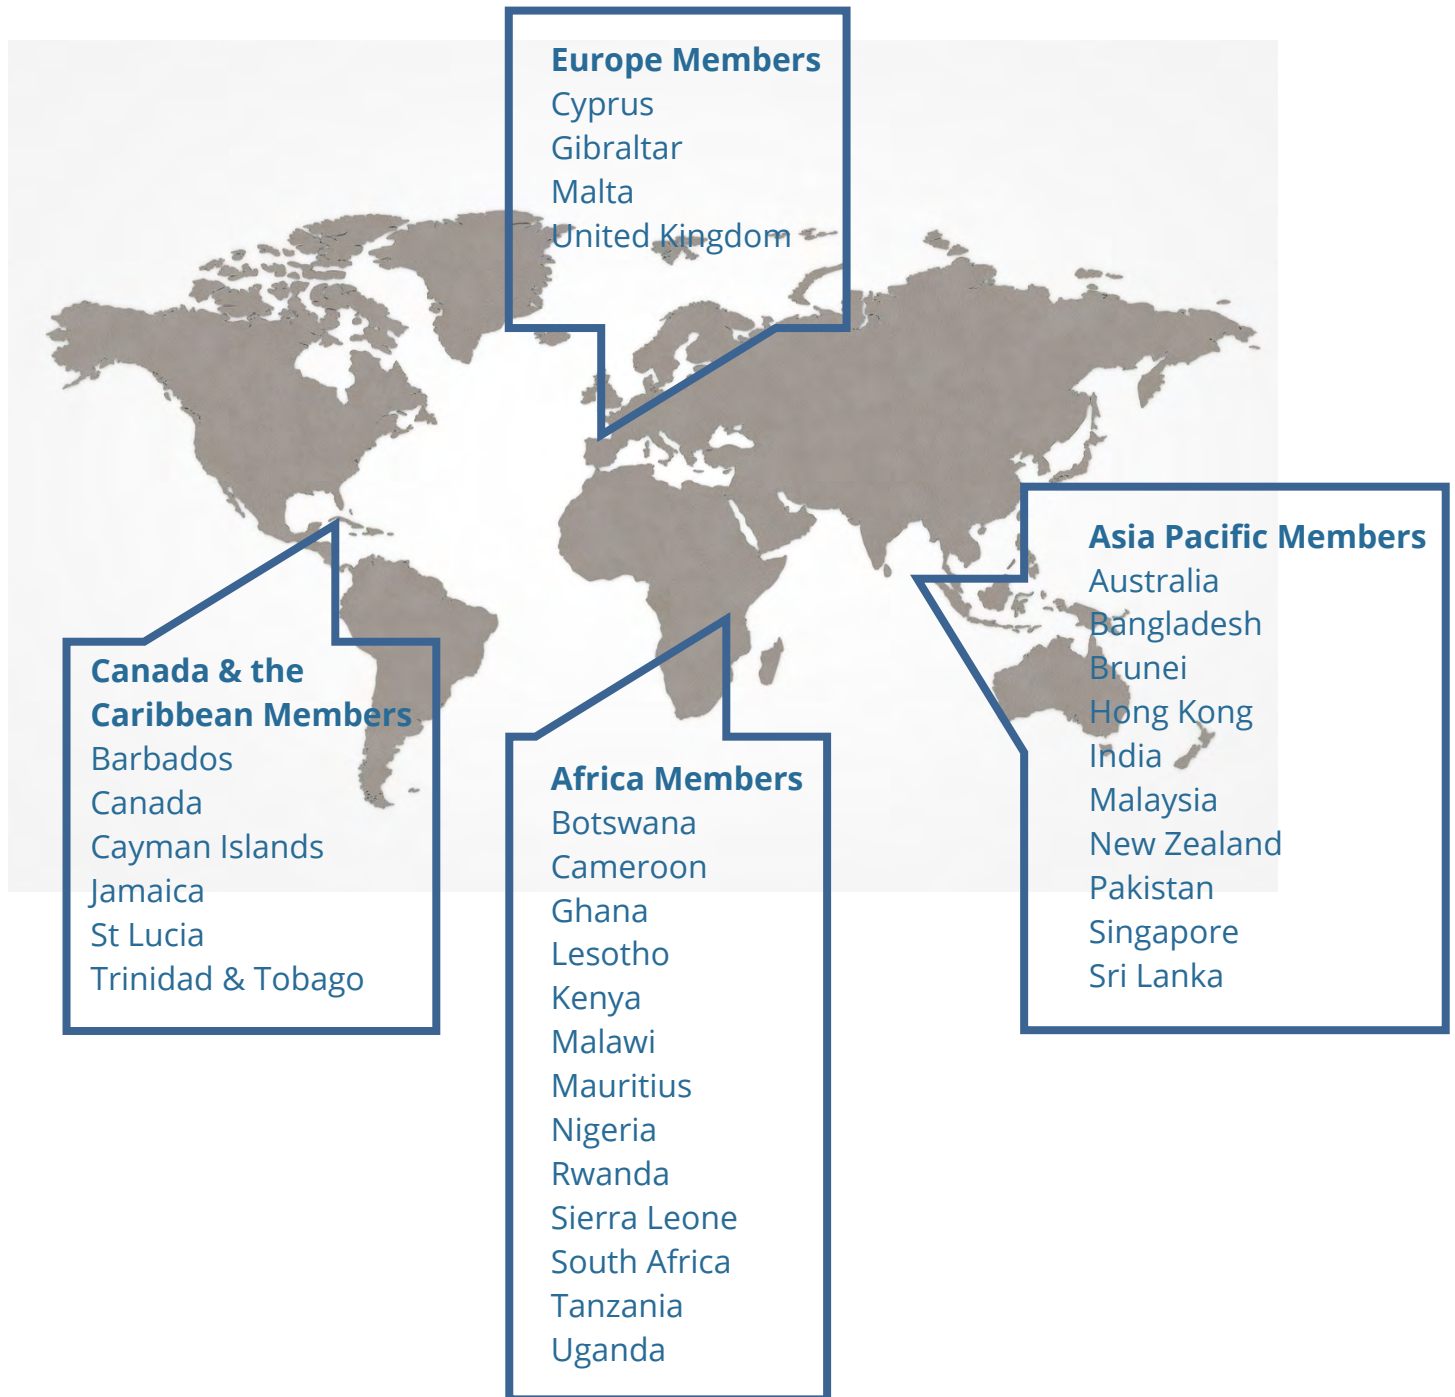 Europe Members
Cyprus
Gibraltar
Malta
United Kingdom
Canada & the
Caribbean Members
Barbados
Canada
Cayman Islands
Jamaica
St Lucia
Trinidad & Tobago
Africa Members
Botswana
Cameroon
Ghana
Lesotho
Kenya
Malawi
Mauritius
Nigeria
Rwanda
Sierra Leone
South Africa
Tanzania
Uganda
Asia Pacific Members
Australia
Bangladesh
Brunei
Hong Kong
India
Malaysia
New Zealand
Pakistan
Singapore
Sri Lanka